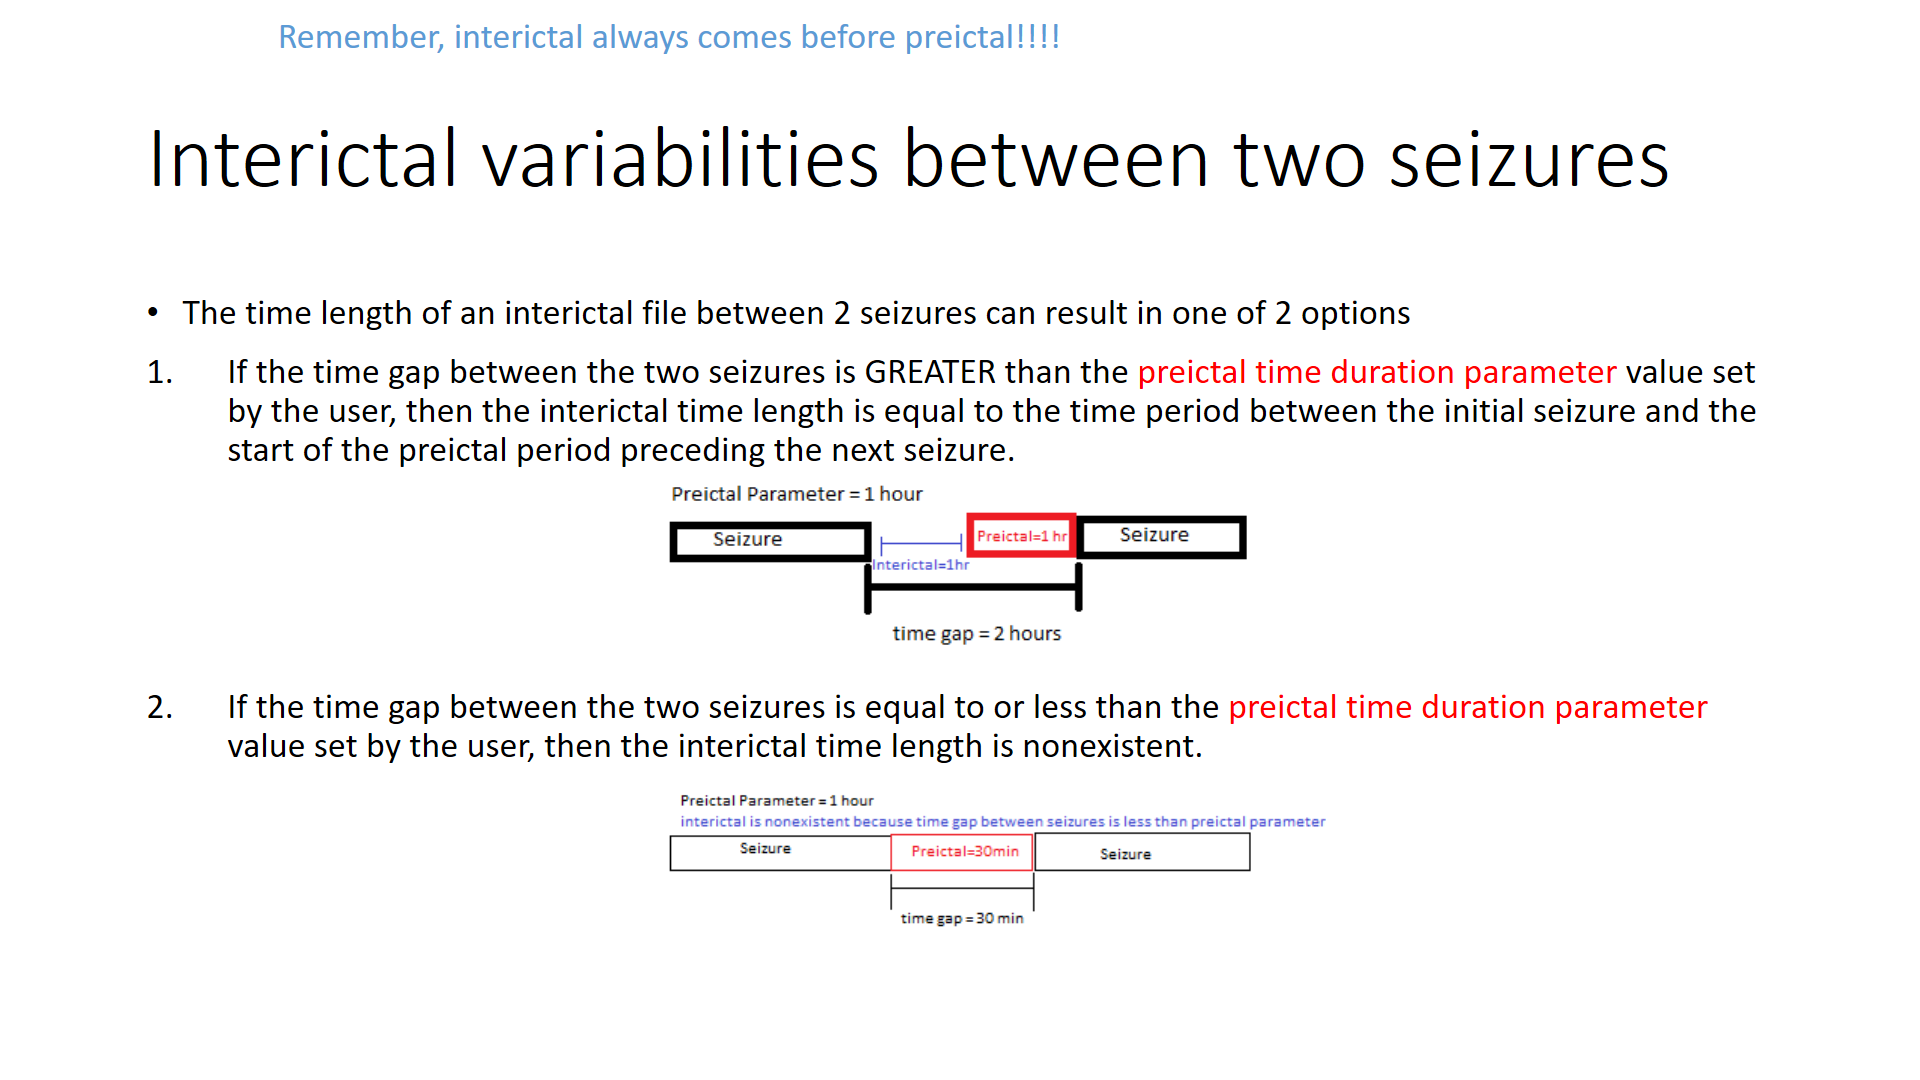 Remember, interictal always comes before preictal!!!!
Interictal variabilities between two seizures
• The time length of an interictal file between 2 seizures can result in one of 2 options
1. If the time gap between the two seizures is GREATER than the preictal time duration parameter value set
by the user, then the interictal time length is equal to the time period between the initial seizure and the
start of the preictal period preceding the next seizure.
Preictal Parameter = 1 hour
Seizure
Preictal=1 hr
Seizure
Interictal=1hr
time gap = 2 hours
2. If the time gap between the two seizures is equal to or less than the preictal time duration parameter
value set by the user, then the interictal time length is nonexistent.
Preictal Parameter = 1 hour
interictal is nonexistent because time gap between seizures is less than preictal parameter
Seizure
Preictal=30min
Seizure
time gap = 30 min